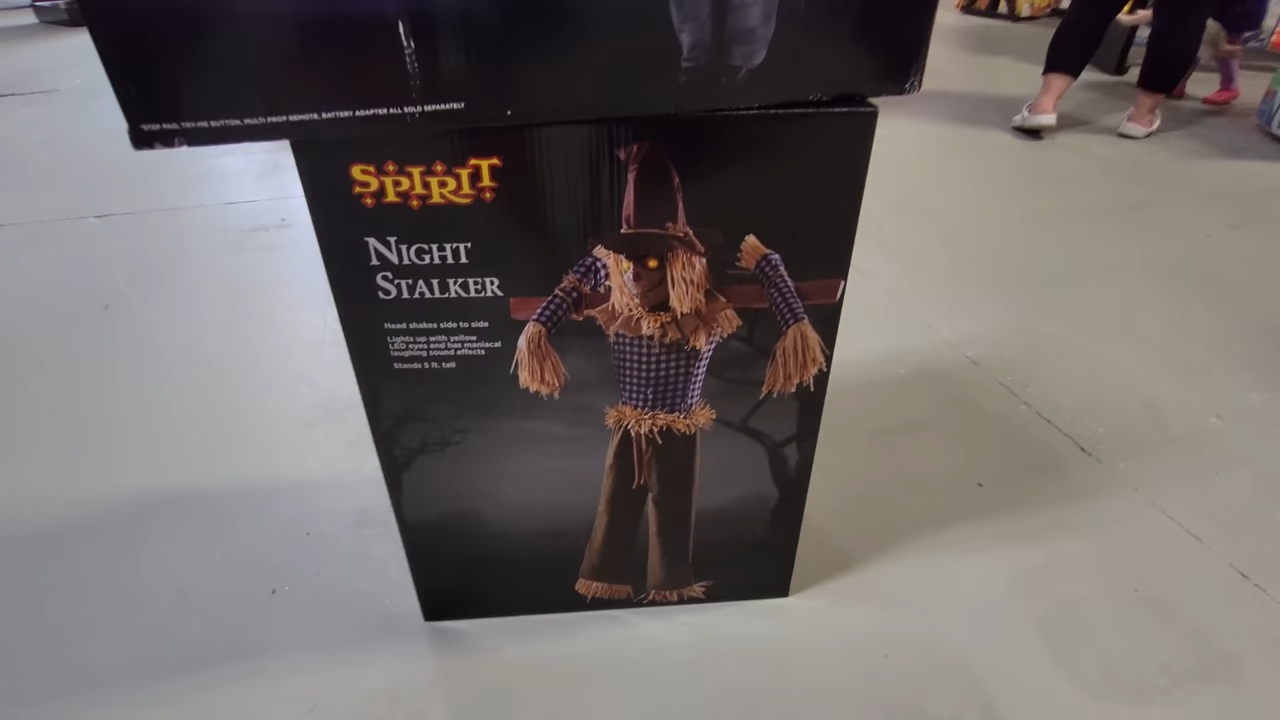 *STEP PAD, TRY-ME BUTTON, MULTI PROP REMOTE, BATTERY ADAPTER ALL SOLD SEPARATELY
SPIRIT
NIGHT
STALKER
Head shakes side to side
Lights up with yellow
LED eyes and has maniacal
laughing sound effects
Stands 5 ft. tall